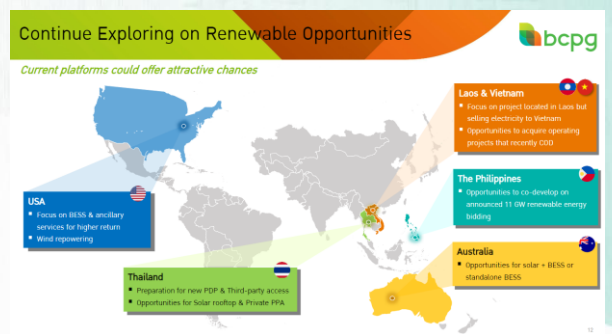 Continue Exploring on Renewable Opportunities
bcpg
Current platforms could offer attractive chances
Laos & Vietnam
▪ Focus on project located in Laos but
selling electricity to Vietnam
▪ Opportunities to acquire operating
projects that recently COD
The Philippines
▪ Opportunities to co-develop on
announced 11 GW renewable energy
bidding
USA
▪ Focus on BESS & ancillary
services for higher return
▪ Wind repowering
Australia
▪ Opportunities for solar + BESS or
standalone BESS
Thailand
▪ Preparation for new PDP & Third-party access
▪ Opportunities for Solar rooftop & Private PPA
12